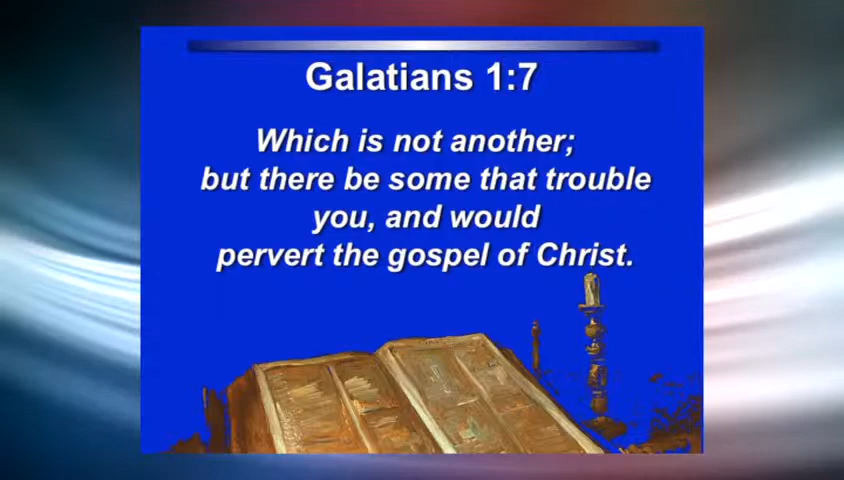 Galatians 1:7
Which is not another;
but there be some that trouble
you, and would
pervert the gospel of Christ.